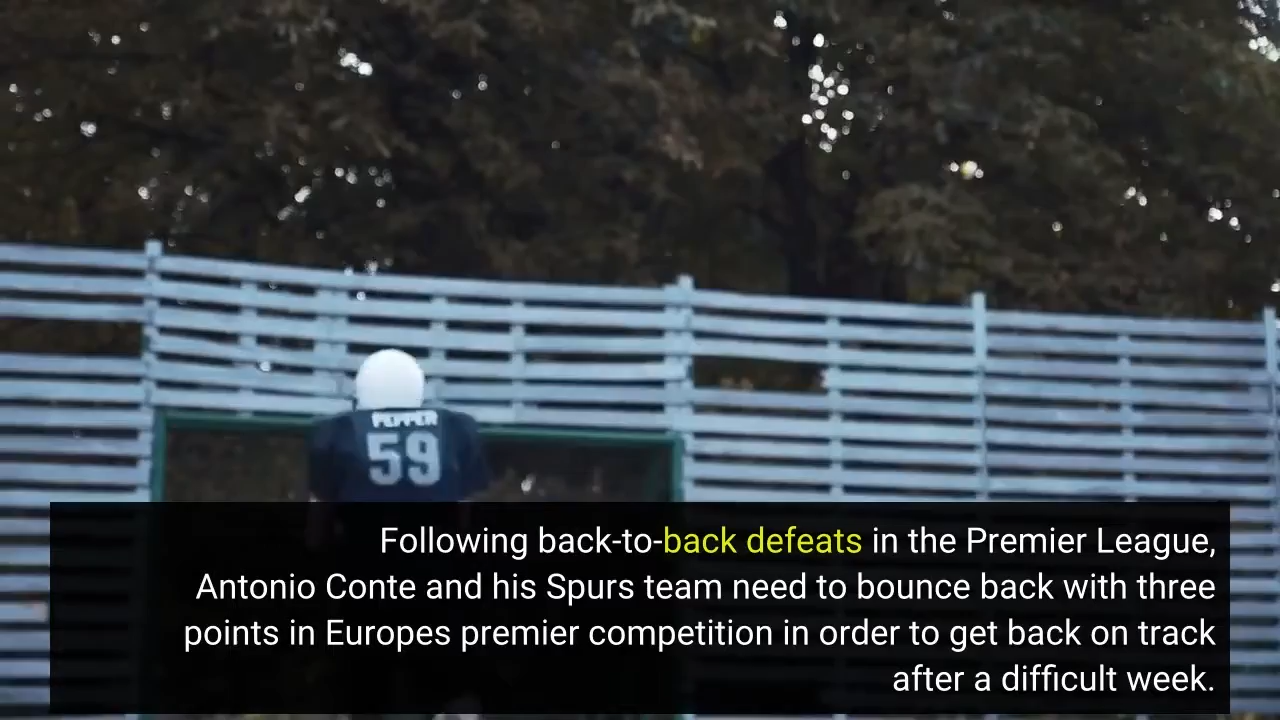 PEPPER
59
Following back-to-back defeats in the Premier League,
Antonio Conte and his Spurs team need to bounce back with three
points in Europes premier competition in order to get back on track
after a difficult week.